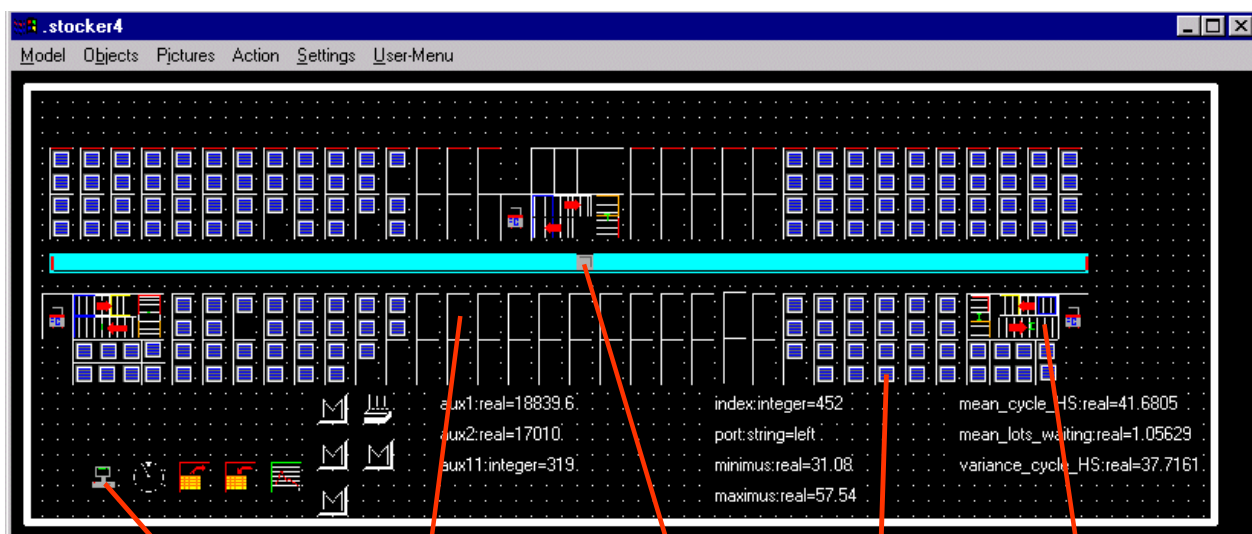 .stocker4
Model Objects Pictures Action Settings User-Menu
aux1:real=18839.6 index:integer=452 mean_cycle_HS:real=41.6805
aux2:real=17010. port:string=left mean_lots_waiting:real=1.05629
aux11:integer=319 minimus:real=31.08 variance_cycle_HS:real=37.7161
maximus:real=57.54
M
M M
M